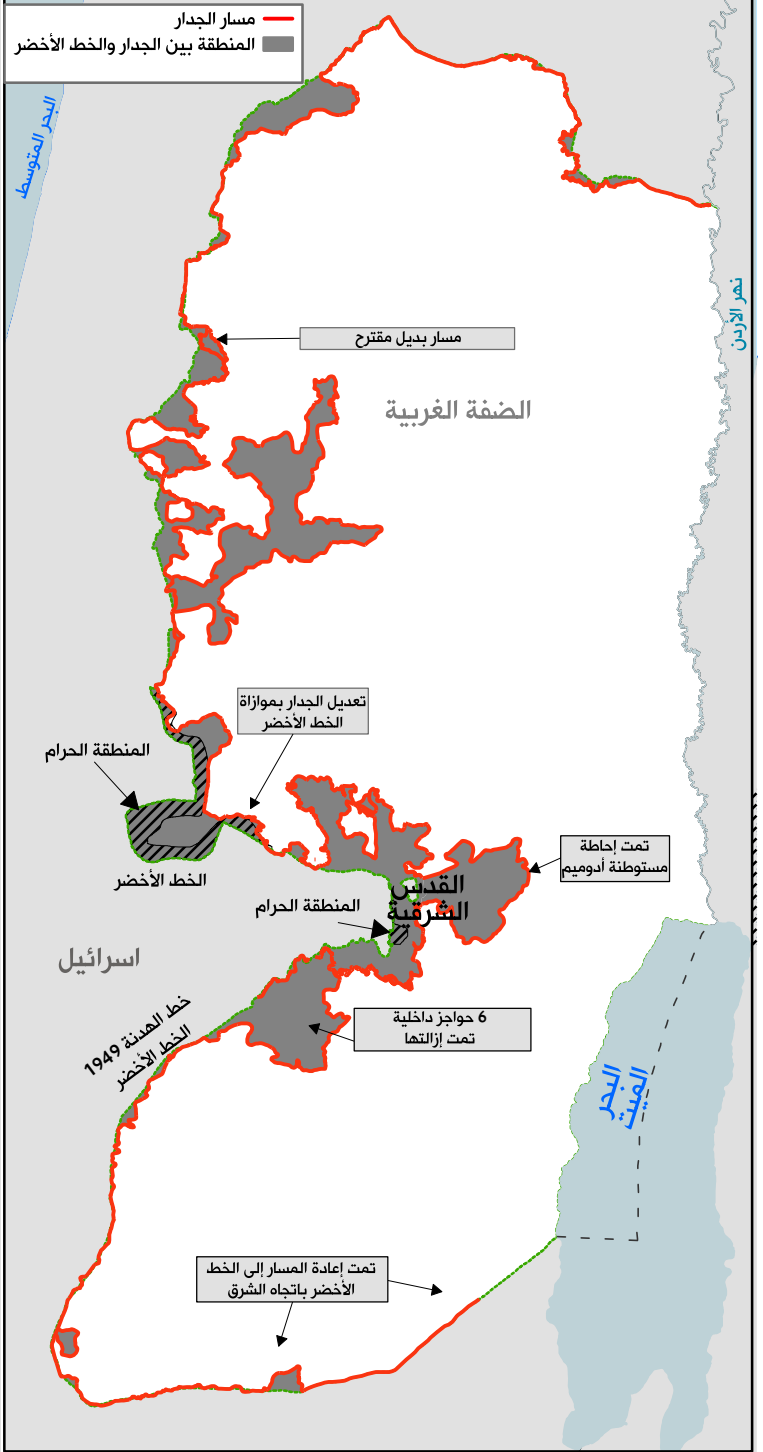 مسار الجدار
المنطقة بين الجدار والخط الأخضر
البحر المتوسط
نهر الأردن
مسار بديل مقترح
الضفة الغربية
تعديل الجدار بموازاة
الخط الأخضر
المنطقة الحرام
الخط الأخضر
تمت إحاطة
مستوطنة أدوميم
القدس
الشرقية
المنطقة الحرام
اسرائيل
خط الهدنة 1949
الخط الأخضر
6 حواجز داخلية
تمت إزالتها
البحر
الميت
تمت إعادة المسار إلى الخط
الأخضر باتجاه الشرق